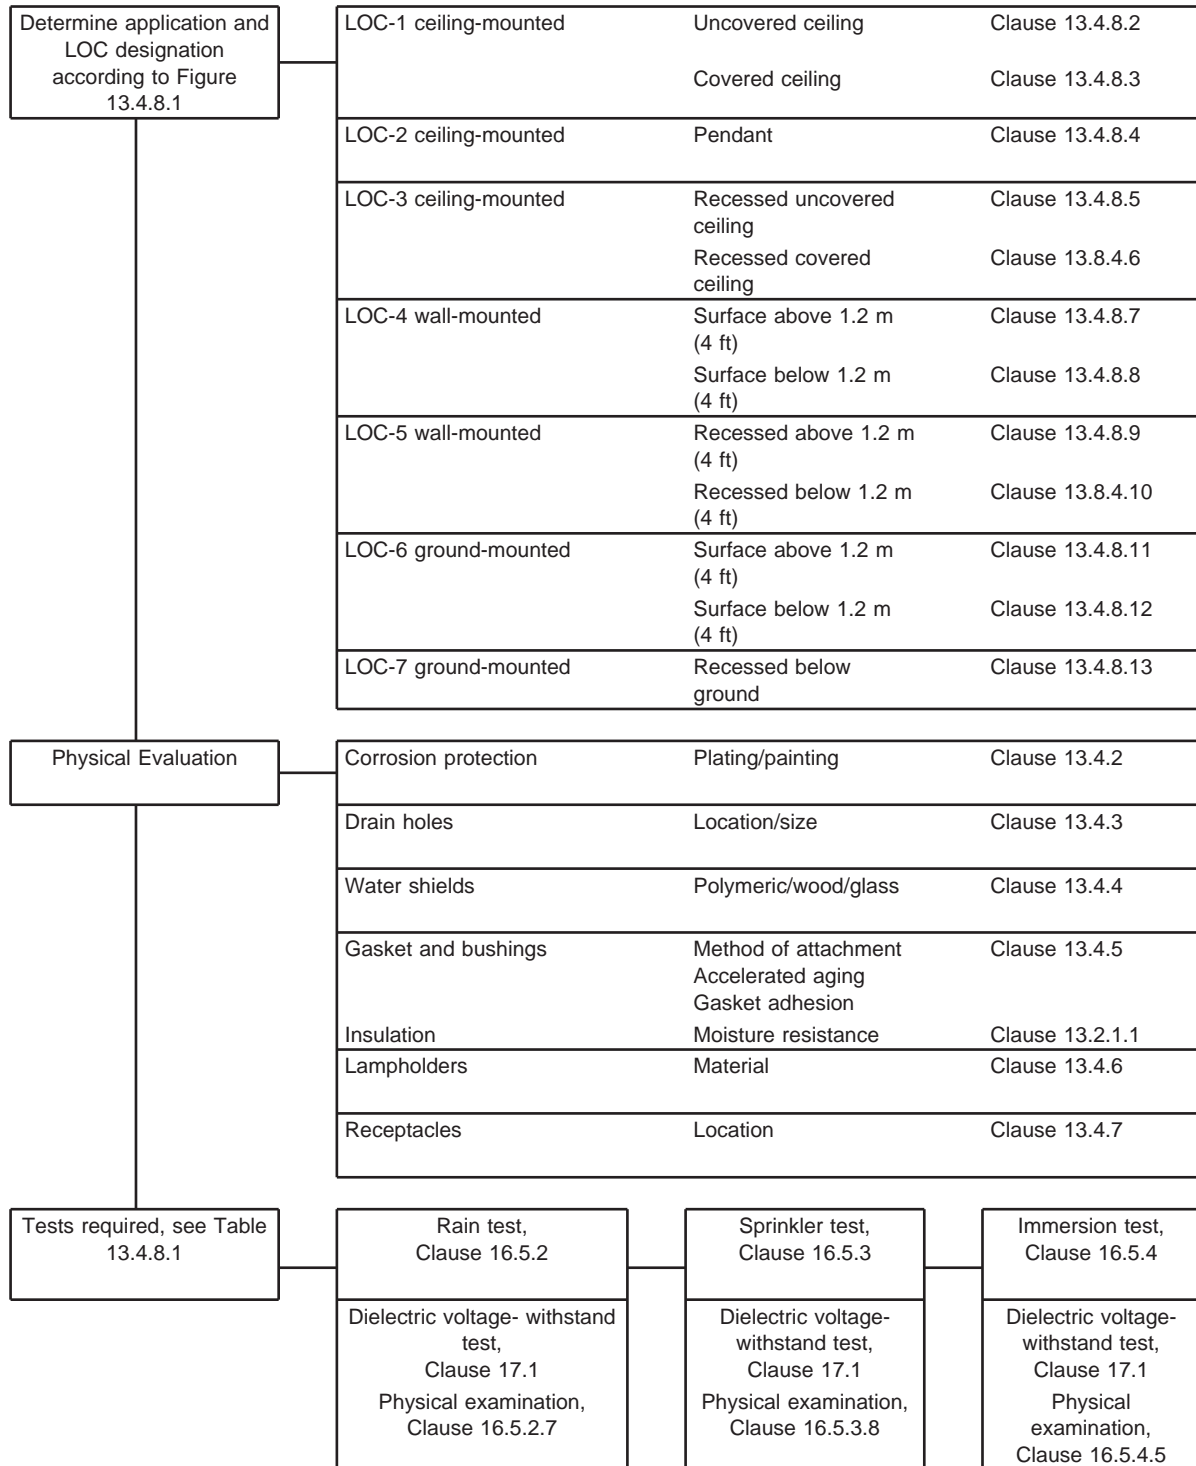 Determine application and
LOC designation
according to Figure
13.4.8.1
LOC-1 ceiling-mounted
Uncovered ceiling
Clause 13.4.8.2
Covered ceiling
Clause 13.4.8.3
LOC-2 ceiling-mounted
Pendant
Clause 13.4.8.4
LOC-3 ceiling-mounted
Recessed uncovered
ceiling
Clause 13.4.8.5
Recessed covered
ceiling
Clause 13.8.4.6
LOC-4 wall-mounted
Surface above 1.2 m
(4 ft)
Clause 13.4.8.7
Surface below 1.2 m
(4 ft)
Clause 13.4.8.8
LOC-5 wall-mounted
Recessed above 1.2 m
(4 ft)
Clause 13.4.8.9
Recessed below 1.2 m
(4 ft)
Clause 13.8.4.10
LOC-6 ground-mounted
Surface above 1.2 m
(4 ft)
Clause 13.4.8.11
Surface below 1.2 m
(4 ft)
Clause 13.4.8.12
LOC-7 ground-mounted
Recessed below
ground
Clause 13.4.8.13
Physical Evaluation
Corrosion protection
Plating/painting
Clause 13.4.2
Drain holes
Location/size
Clause 13.4.3
Water shields
Polymeric/wood/glass
Clause 13.4.4
Gasket and bushings
Method of attachment
Accelerated aging
Gasket adhesion
Clause 13.4.5
Insulation
Moisture resistance
Clause 13.2.1.1
Lampholders
Material
Clause 13.4.6
Receptacles
Location
Clause 13.4.7
Tests required, see Table
13.4.8.1
Rain test,
Clause 16.5.2
Dielectric voltage- withstand
test,
Clause 17.1
Physical examination,
Clause 16.5.2.7
Sprinkler test,
Clause 16.5.3
Dielectric voltage-
withstand test,
Clause 17.1
Physical examination,
Clause 16.5.3.8
Immersion test,
Clause 16.5.4
Dielectric voltage-
withstand test,
Clause 17.1
Physical
examination,
Clause 16.5.4.5